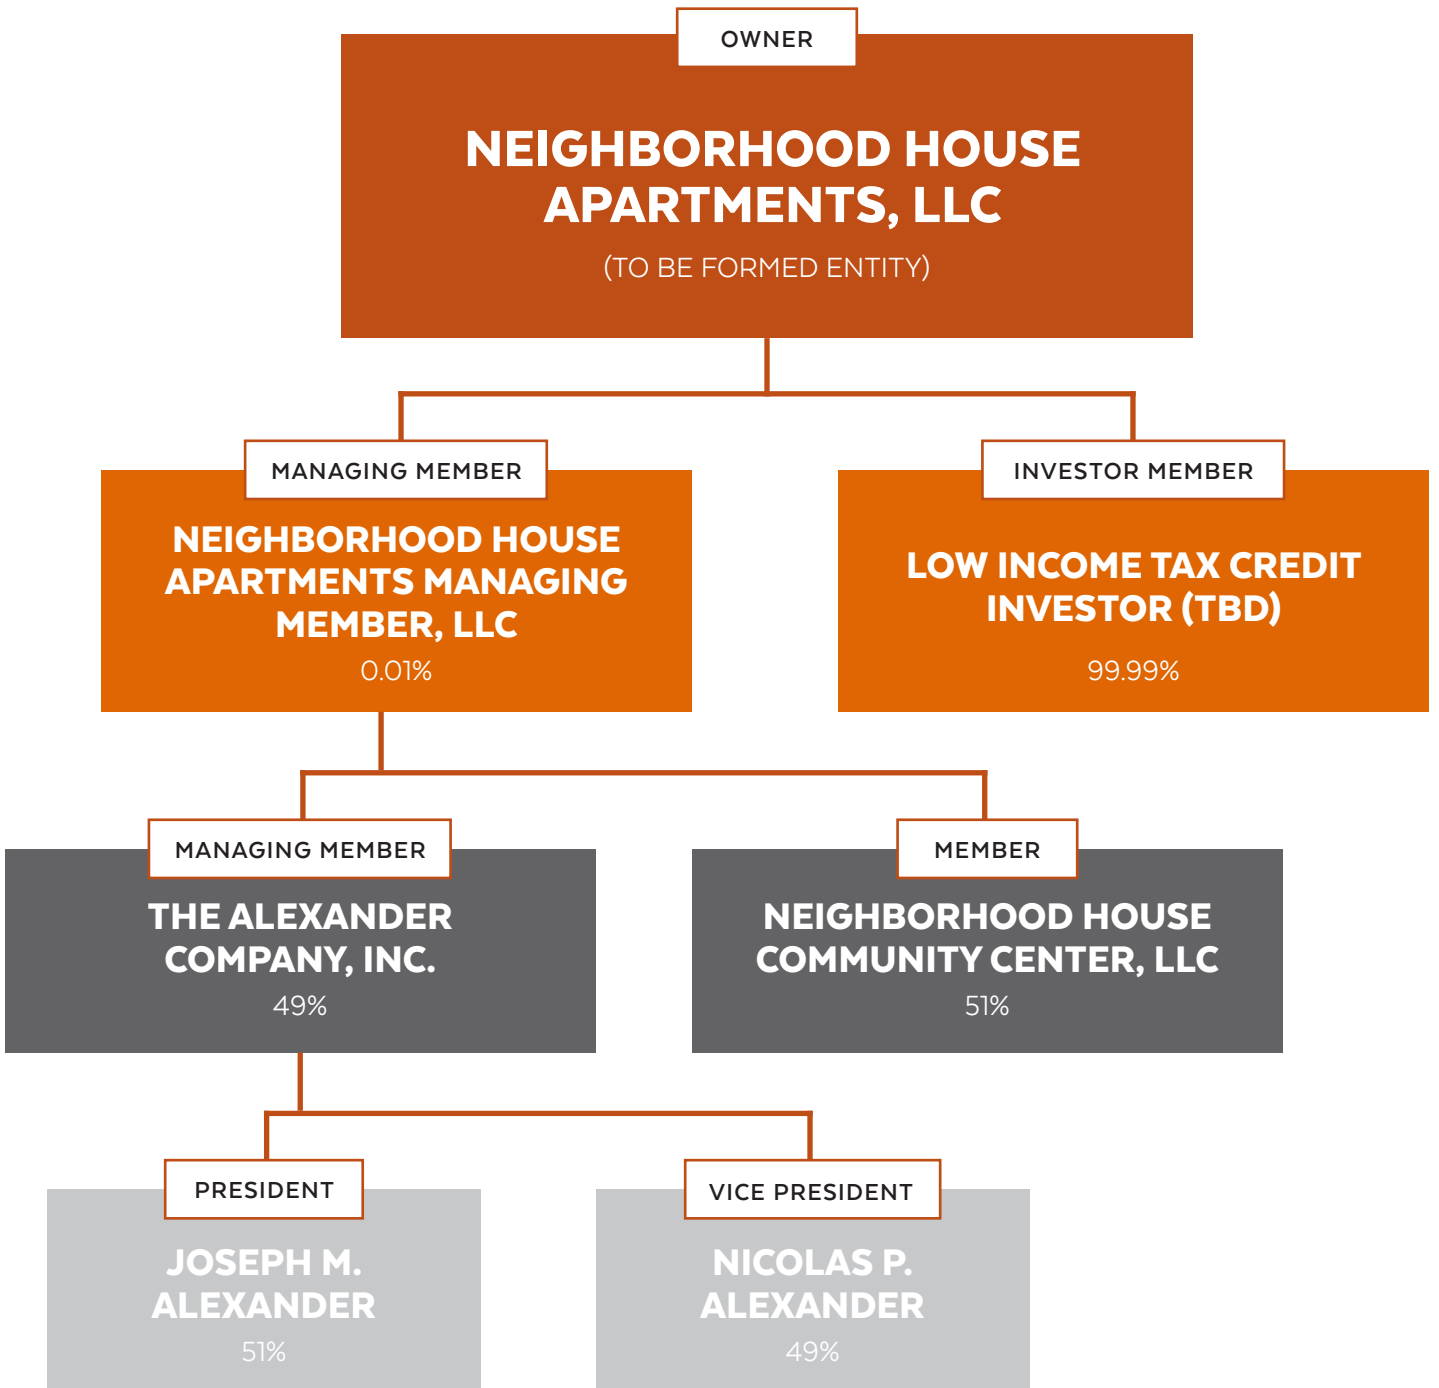 OWNER
NEIGHBORHOOD HOUSE
APARTMENTS, LLC
(TO BE FORMED ENTITY)
MANAGING MEMBER
NEIGHBORHOOD HOUSE
APARTMENTS MANAGING
MEMBER, LLC
0.01%
INVESTOR MEMBER
LOW INCOME TAX CREDIT
INVESTOR (TBD)
99.99%
MANAGING MEMBER
THE ALEXANDER
COMPANY, INC.
49%
MEMBER
NEIGHBORHOOD HOUSE
COMMUNITY CENTER, LLC
51%
PRESIDENT
JOSEPH M.
ALEXANDER
51%
VICE PRESIDENT
NICOLAS P.
ALEXANDER
49%